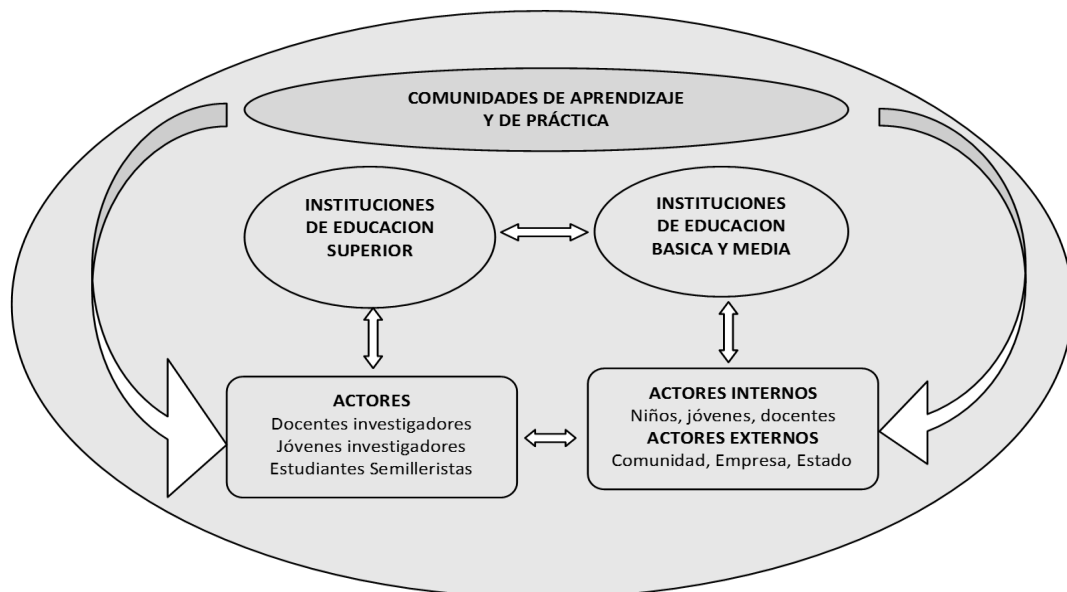 COMUNIDADES DE APRENDIZAJE
Y DE PRÁCTICA
INSTITUCIONES
DE EDUCACION
SUPERIOR
INSTITUCIONES
DE EDUCACION
BASICA Y MEDIA
ACTORES
Docentes investigadores
Jóvenes investigadores
Estudiantes Semilleristas
ACTORES INTERNOS
Niños, jóvenes, docentes
ACTORES EXTERNOS
Comunidad, Empresa, Estado